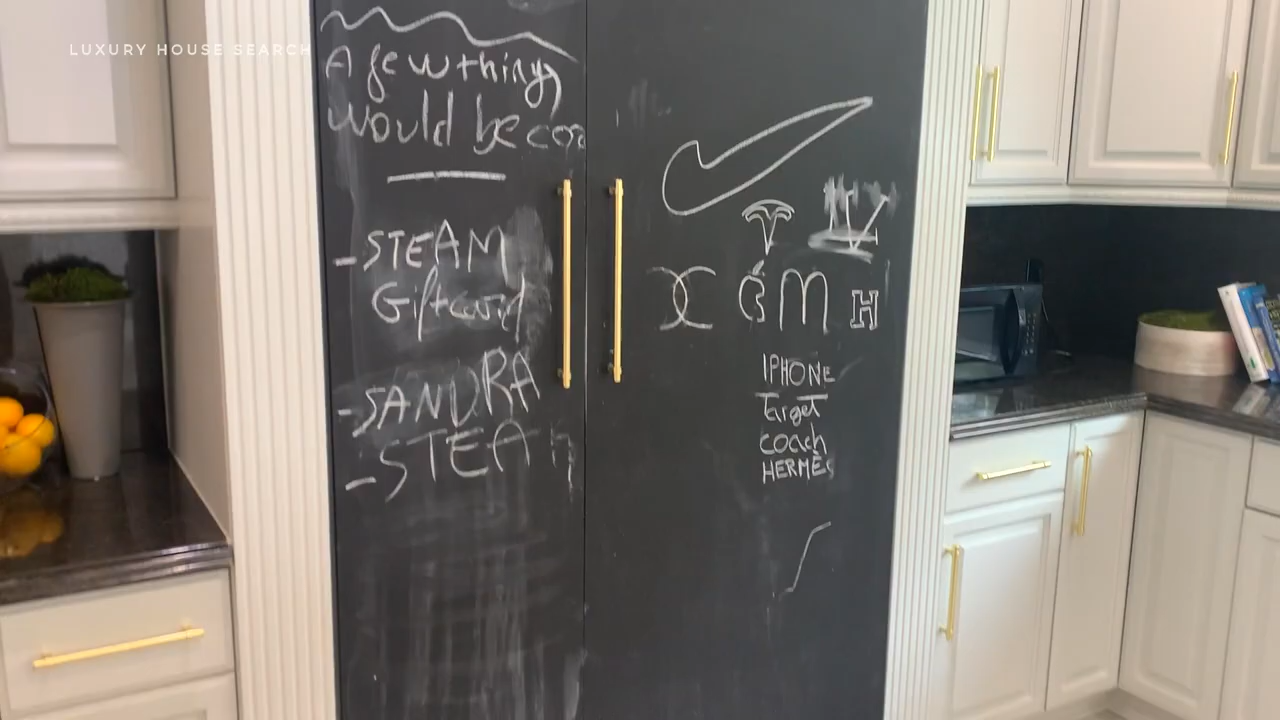 LUXURY HOUSE SEARCH
A few things
would be coo
- STEAM
Giftcard
- SANDRA
- STEAM
M
H
IPHONE
Target
coach
HERMÈS